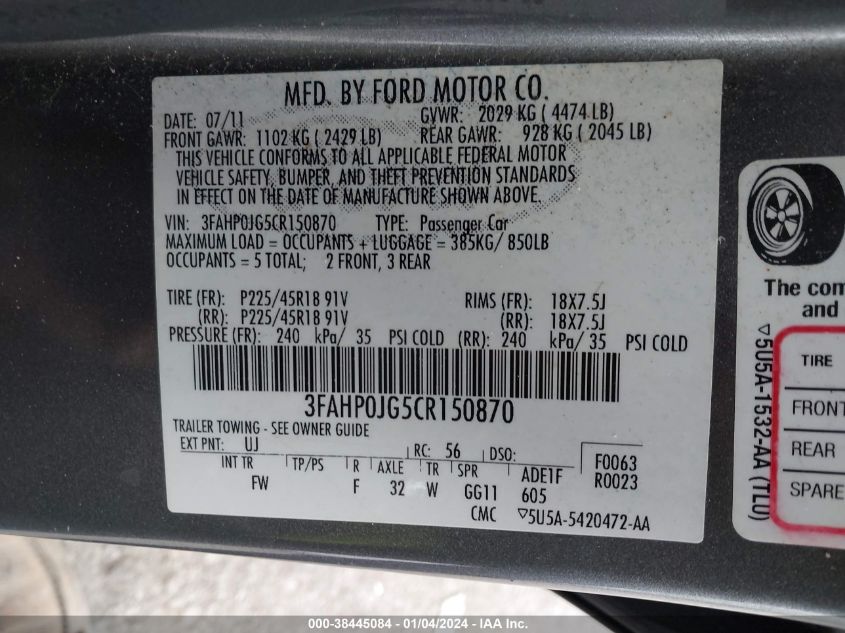 MFD. BY FORD MOTOR CO.
DATE: 07/11 GVWR: 2029 KG ( 4474 LB)
FRONT GAWR: 1102 KG ( 2429 LB) REAR GAWR: 928 KG ( 2045 LB)
THIS VEHICLE CONFORMS TO ALL APPLICABLE FEDERAL MOTOR
VEHICLE SAFETY, BUMPER, AND THEFT PREVENTION STANDARDS
IN EFFECT ON THE DATE OF MANUFACTURE SHOWN ABOVE.
VIN: 3FAHP0JG5CR150870 TYPE: Passenger Car
MAXIMUM LOAD = OCCUPANTS + LUGGAGE = 385KG/ 850LB
OCCUPANTS = 5 TOTAL; 2 FRONT, 3 REAR
TIRE (FR): P225/45R18 91V RIMS (FR): 18X7.5J
(RR): P225/45R18 91V (RR): 18X7.5J
PRESSURE (FR): 240 kPa/ 35 PSI COLD (RR): 240 kPa/ 35 PSI COLD
3FAHP0JG5CR150870
TRAILER TOWING - SEE OWNER GUIDE
EXT PNT: UJ RC: 56 DSO: F0063
INT TR TP/PS R AXLE TR SPR ADE1F R0023
FW F 32 W GG11 605
CMC ▽5U5A-5420472-AA
The com
and
▽5U5A-1532-AA (TLU)
TIRE
FRONT
REAR
SPARE
000-38445084 - 01/04/2024 - IAA Inc.